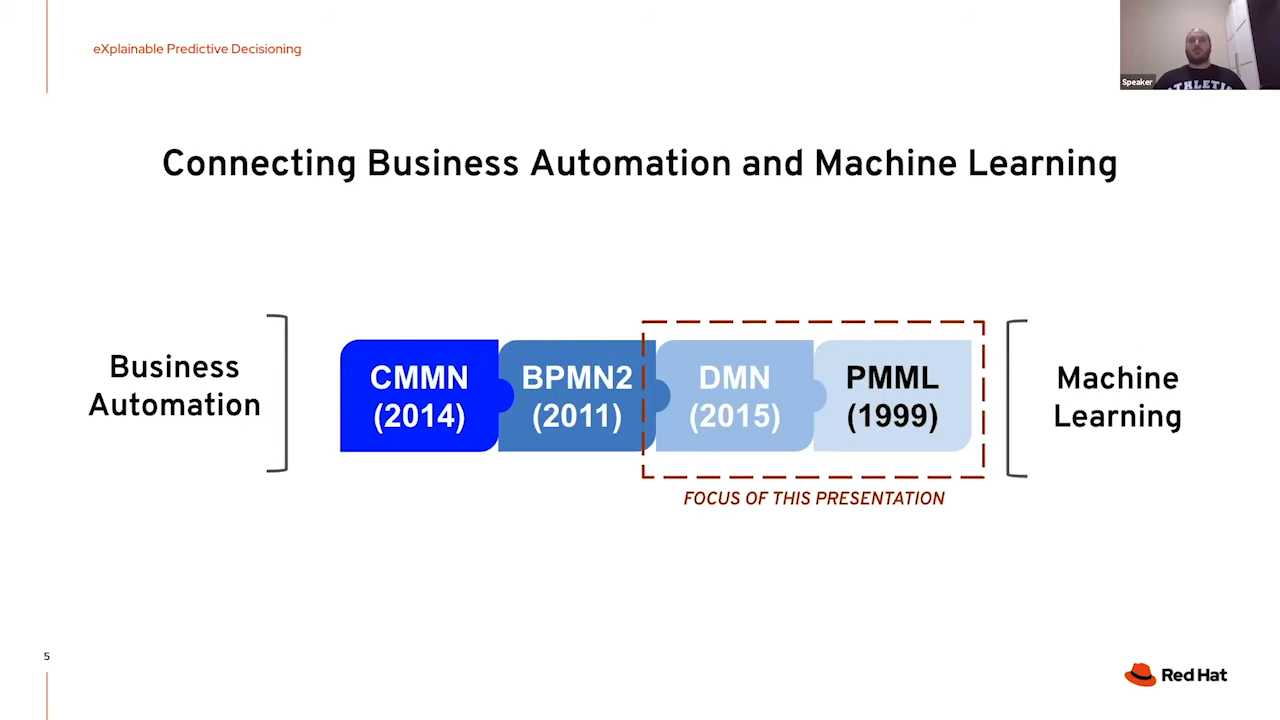 eXplainable Predictive Decisioning
Speaker
ATHLETIC
Connecting Business Automation and Machine Learning
Business
Automation
CMMN
(2014)
BPMN2
(2011)
DMN
(2015)
PMML
(1999)
Machine
Learning
FOCUS OF THIS PRESENTATION
5
Red Hat